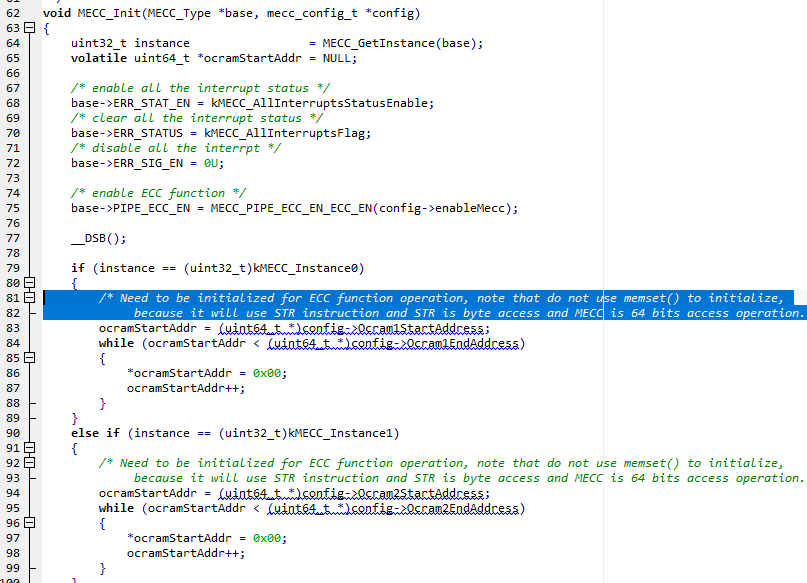 62 void MECC_Init(MECC_Type *base, mecc_config_t *config)
63 {
64 uint32_t instance = MECC_GetInstance(base);
65 volatile uint64_t *ocramStartAddr = NULL;
66
67 /* enable all the interrupt status */
68 base->ERR_STAT_EN = kMECC_AllInterruptsStatusEnable;
69 /* clear all the interrupt status */
70 base->ERR_STATUS = kMECC_AllInterruptsFlag;
71 /* disable all the interrpt */
72 base->ERR_SIG_EN = 0U;
73
74 /* enable ECC function */
75 base->PIPE_ECC_EN = MECC_PIPE_ECC_EN_ECC_EN(config->enableMecc);
76
77 __DSB();
78
79 if (instance == (uint32_t)kMECC_Instance0)
80 {
81 /* Need to be initialized for ECC function operation, note that do not use memset() to initialize,
82 because it will use STR instruction and STR is byte access and MECC is 64 bits access operation.
83 ocramStartAddr = (uint64_t *)config->Ocram1StartAddress;
84 while (ocramStartAddr < (uint64_t *)config->Ocram1EndAddress)
85 {
86 *ocramStartAddr = 0x00;
87 ocramStartAddr++;
88 }
89 }
90 else if (instance == (uint32_t)kMECC_Instance1)
91 {
92 /* Need to be initialized for ECC function operation, note that do not use memset() to initialize,
93 because it will use STR instruction and STR is byte access and MECC is 64 bits access operation.
94 ocramStartAddr = (uint64_t *)config->Ocram2StartAddress;
95 while (ocramStartAddr < (uint64_t *)config->Ocram2EndAddress)
96 {
97 *ocramStartAddr = 0x00;
98 ocramStartAddr++;
99 }